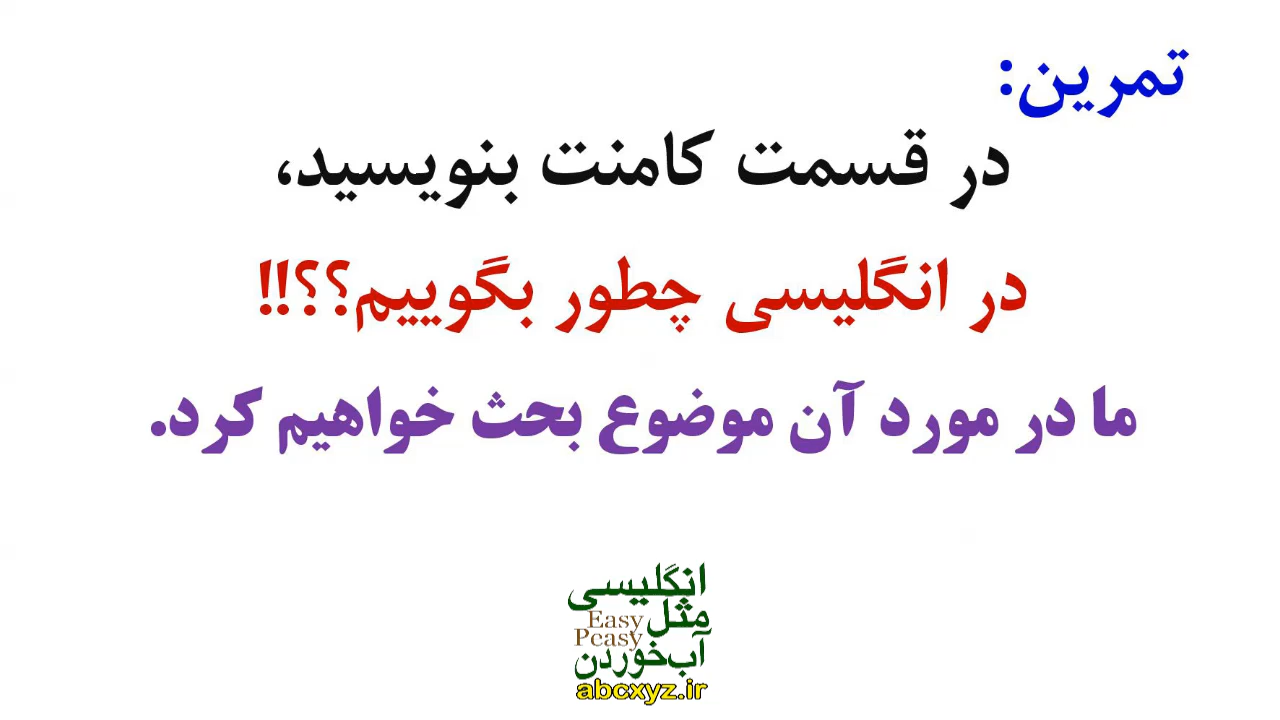 تمرین:
در قسمت کامنت بنویسید،
در انگلیسی چطور بگوییم؟؟!!
ما در مورد آن موضوع بحث خواهیم کرد.
انگلیسی
مثل
Easy
Peasy
آب‌خوردن
abcxyz.ir